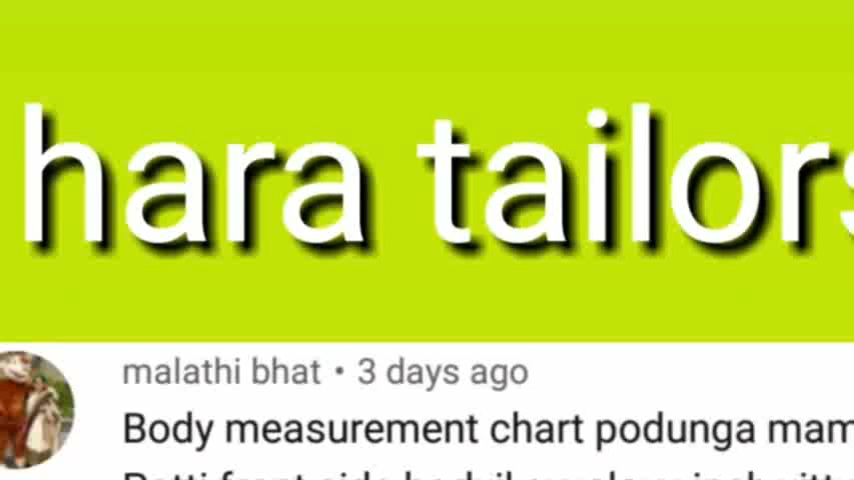 hara tailors
malathi bhat • 3 days ago
Body measurement chart podunga mam